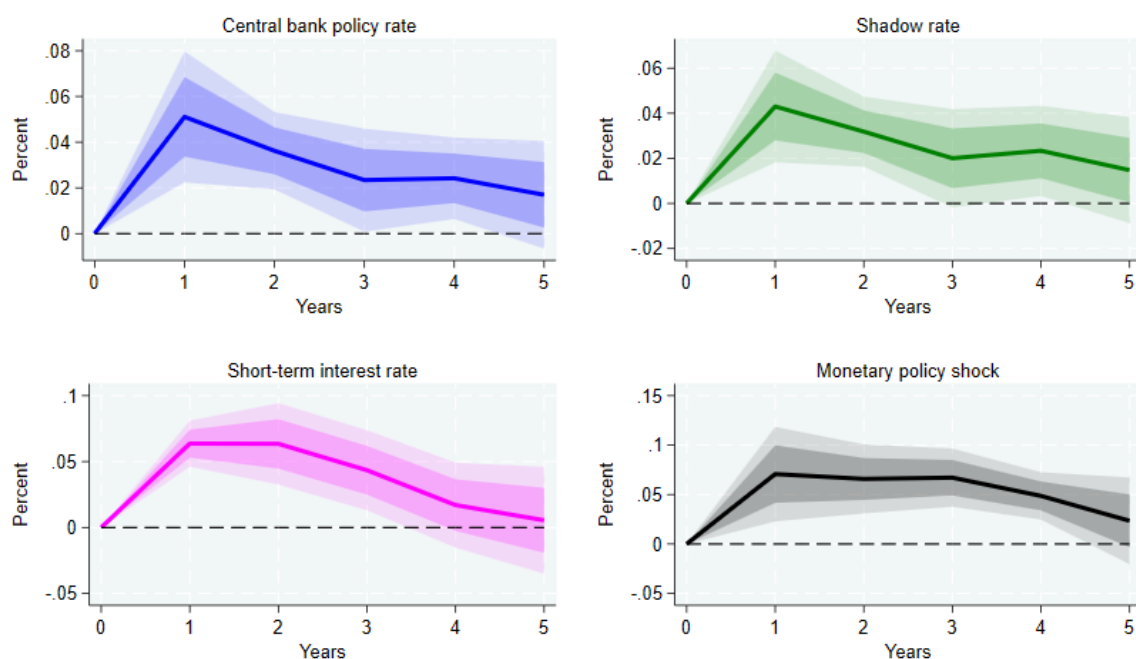 Central bank policy rate
.08
.06
.04
.02
0
Percent
0 1 2 3 4 5
Years
Shadow rate
.06
.04
.02
0
-.02
Percent
0 1 2 3 4 5
Years
Short-term interest rate
.1
.05
0
-.05
Percent
0 1 2 3 4 5
Years
Monetary policy shock
.15
.1
.05
0
-.05
Percent
0 1 2 3 4 5
Years